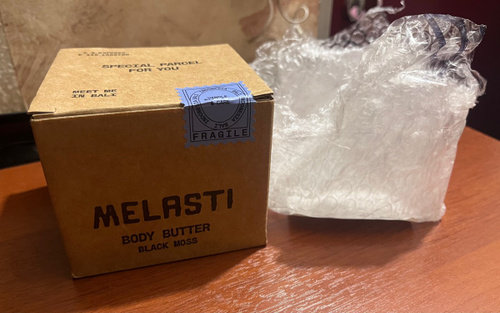 SPECIAL PARCEL
FOR YOU
MEET ME
IN BALI
FRAGILE
MELASTI
BODY BUTTER
BLACK MOSS